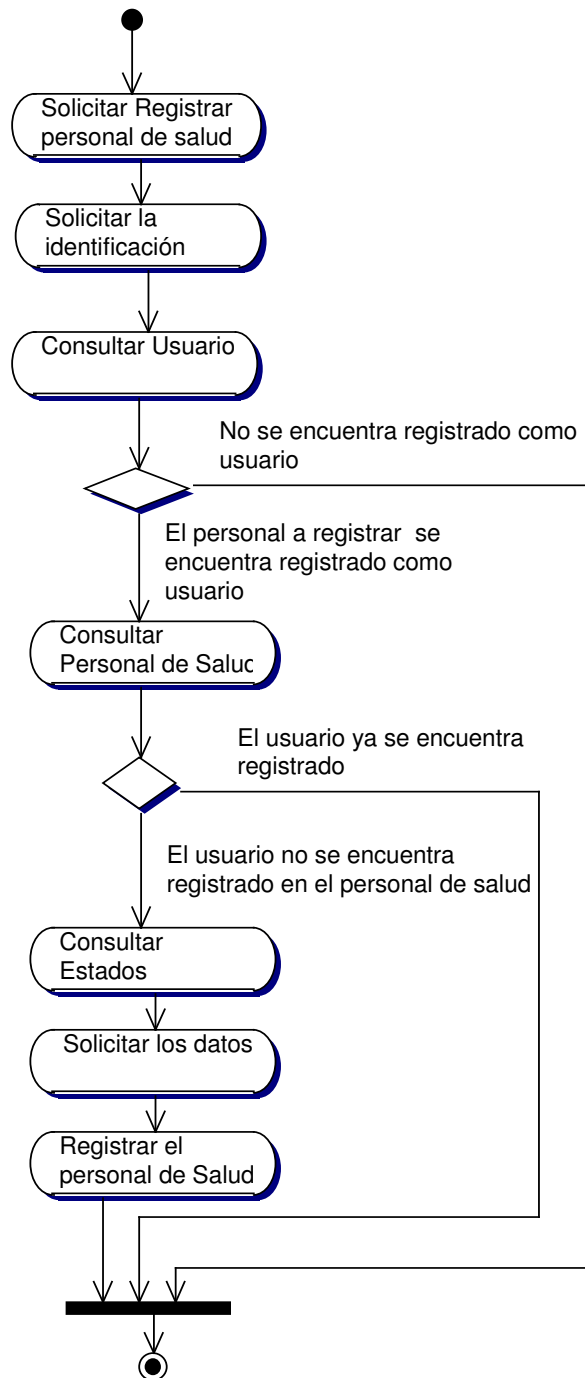 Solicitar Registrar
personal de salud
Solicitar la
identificación
Consultar Usuario
No se encuentra registrado como
usuario
El personal a registrar se
encuentra registrado como
usuario
Consultar
Personal de Salud
El usuario ya se encuentra
registrado
El usuario no se encuentra
registrado en el personal de salud
Consultar
Estados
Solicitar los datos
Registrar el
personal de Salud